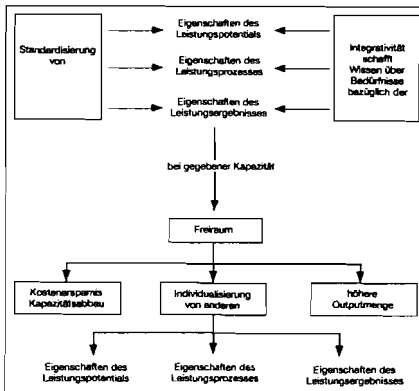 Eigenschaften des
Leistungspotentials
Standardisierung
von
Eigenschaften des
Leistungsprozesses
Integrativität
schafft
Wissen über
Bedürfnisse
bezüglich der
Eigenschaften des
Leistungsergebnisses
bei gegebener Kapazität
Freiraum
Kostenersparnis
Kapazitätsabbau
Individualisierung
von anderen
höhere
Outputmenge
Eigenschaften des
Leistungspotentials
Eigenschaften des
Leistungsprozesses
Eigenschaften des
Leistungsergebnisses